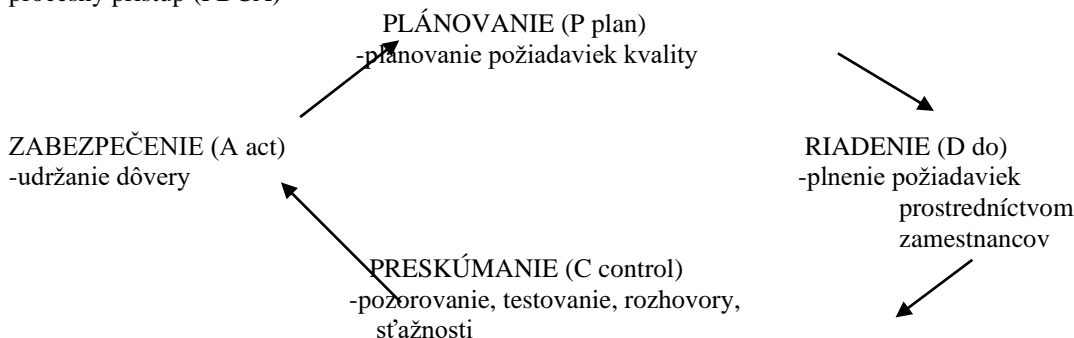 procesný prístup (PDCA)
PLÁNOVANIE (P plan)
-plánovanie požiadaviek kvality
ZABEZPEČENIE (A act)
-udržanie dôvery
RIADENIE (D do)
-plnenie požiadaviek
prostredníctvom
zamestnancov
PRESKÚMANIE (C control)
-pozorovanie, testovanie, rozhovory,
sťažnosti